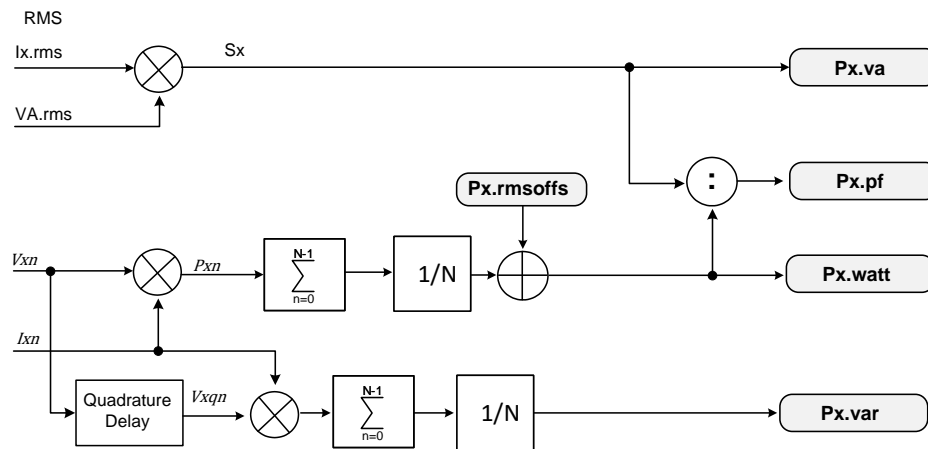 RMS
Ix.rms
Sx
Px.va
VA.rms
Px.rmsoffs
:
Px.pf
Vxn
Pxn
N-1
∑
n=0
1/N
Px.watt
Ixn
Quadrature
Delay
Vxqn
N-1
∑
n=0
1/N
Px.var